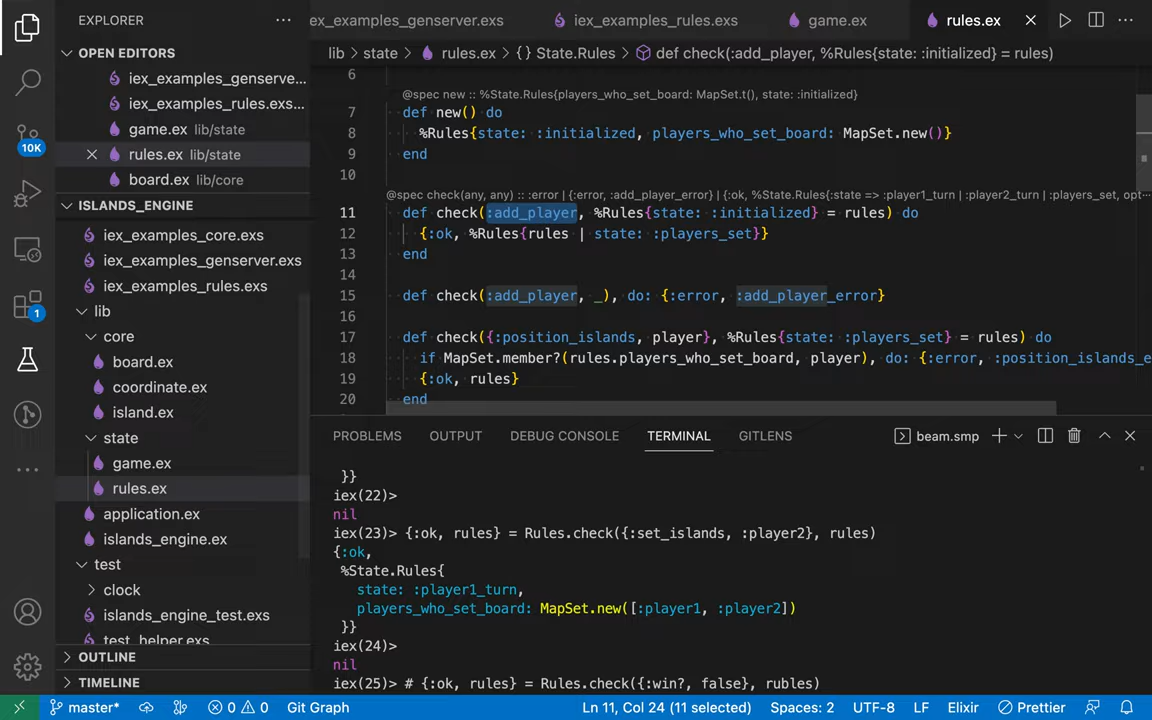 EXPLORER
OPEN EDITORS
iex_examples_genserve...
iex_examples_rules.exs...
game.ex lib/state
rules.ex lib/state
board.ex lib/core
ISLANDS_ENGINE
iex_examples_core.exs
iex_examples_genserver.exs
iex_examples_rules.exs
lib
core
board.ex
coordinate.ex
island.ex
state
game.ex
rules.ex
application.ex
islands_engine.ex
test
clock
islands_engine_test.exs
test_helper.exs
OUTLINE
TIMELINE
10K
1
ex_examples_genserver.exs
iex_examples_rules.exs
game.ex
rules.ex
lib > state > rules.ex > {} State.Rules > def check(:add_player, %Rules{state: :initialized} = rules)
6
@spec new :: %State.Rules{players_who_set_board: MapSet.t(), state: :initialized}
7 def new() do
8 %Rules{state: :initialized, players_who_set_board: MapSet.new()}
9 end
10
@spec check(any, any) :: :error | {:error, :add_player_error} | {:ok, %State.Rules{:state => :player1_turn | :player2_turn | :players_set, opt...
11 def check(:add_player, %Rules{state: :initialized} = rules) do
12 {:ok, %Rules{rules | state: :players_set}}
13 end
14
15 def check(:add_player, _), do: {:error, :add_player_error}
16
17 def check({:position_islands, player}, %Rules{state: :players_set} = rules) do
18 if MapSet.member?(rules.players_who_set_board, player), do: {:error, :position_islands_e
19 {:ok, rules}
20 end
PROBLEMS OUTPUT DEBUG CONSOLE TERMINAL GITLENS
beam.smp
}}
iex(22)>
nil
iex(23)> {:ok, rules} = Rules.check({:set_islands, :player2}, rules)
{:ok,
%State.Rules{
state: :player1_turn,
players_who_set_board: MapSet.new([:player1, :player2])
}}
iex(24)>
nil
iex(25)> # {:ok, rules} = Rules.check({:win?, false}, rubles)
master* 0 0 Git Graph Ln 11, Col 24 (11 selected) Spaces: 2 UTF-8 LF Elixir Prettier